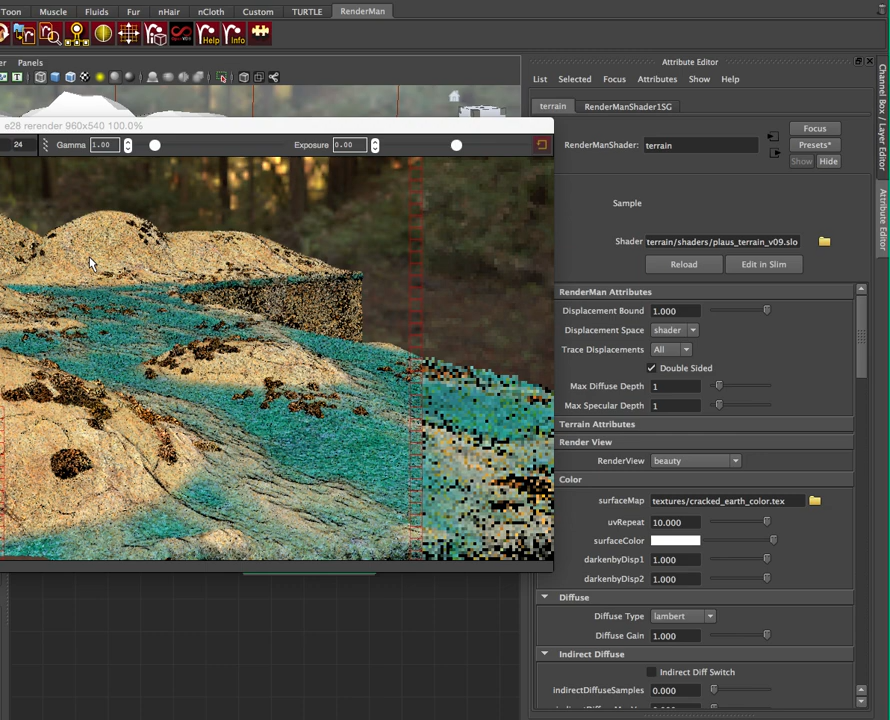 Toon Muscle Fluids Fur nHair nCloth Custom TURTLE RenderMan
Help Info
Panels
e28 rerender 960x540 100.0%
24 Gamma 1.00 Exposure 0.00
Attribute Editor
List Selected Focus Attributes Show Help
terrain RenderManShader1SG
RenderManShader: terrain
Focus
Presets*
Show Hide
Sample
Shader terrain/shaders/plaus_terrain_v09.slo
Reload Edit in Slim
RenderMan Attributes
Displacement Bound 1.000
Displacement Space shader
Trace Displacements All
Double Sided
Max Diffuse Depth 1
Max Specular Depth 1
Terrain Attributes
Render View
RenderView beauty
Color
surfaceMap textures/cracked_earth_color.tex
uvRepeat 10.000
surfaceColor
darkenbyDisp1 1.000
darkenbyDisp2 1.000
Diffuse
Diffuse Type lambert
Diffuse Gain 1.000
Indirect Diffuse
Indirect Diff Switch
indirectDiffuseSamples 0.000
Channel Box / Layer Editor
Attribute Editor